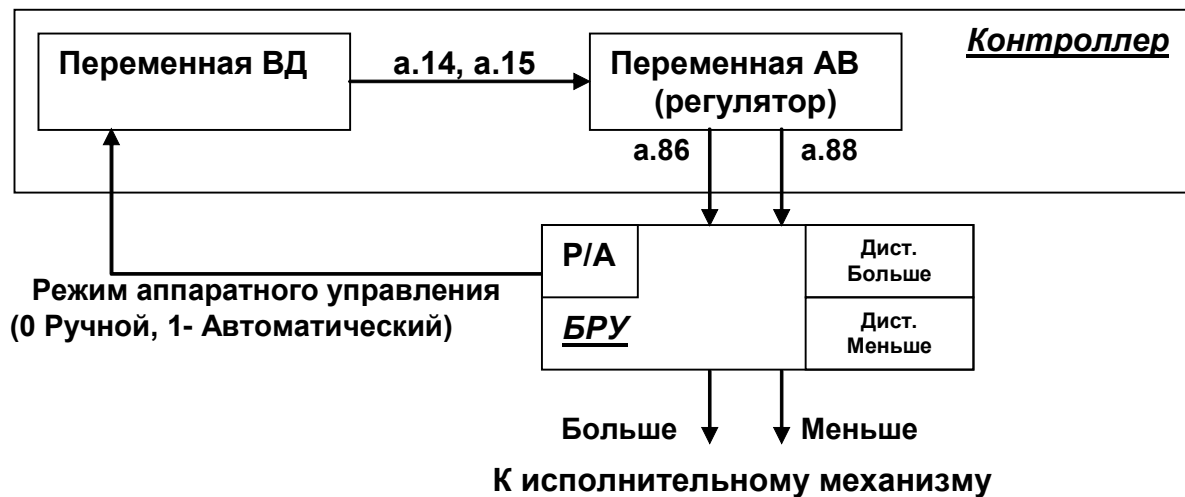 Контроллер
Переменная ВД
а.14, а.15
Переменная АВ
(регулятор)
а.86
а.88
Р/А
Дист.
Больше
Режим аппаратного управления
(0 Ручной, 1- Автоматический)
БРУ
Дист.
Меньше
Больше
Меньше
К исполнительному механизму